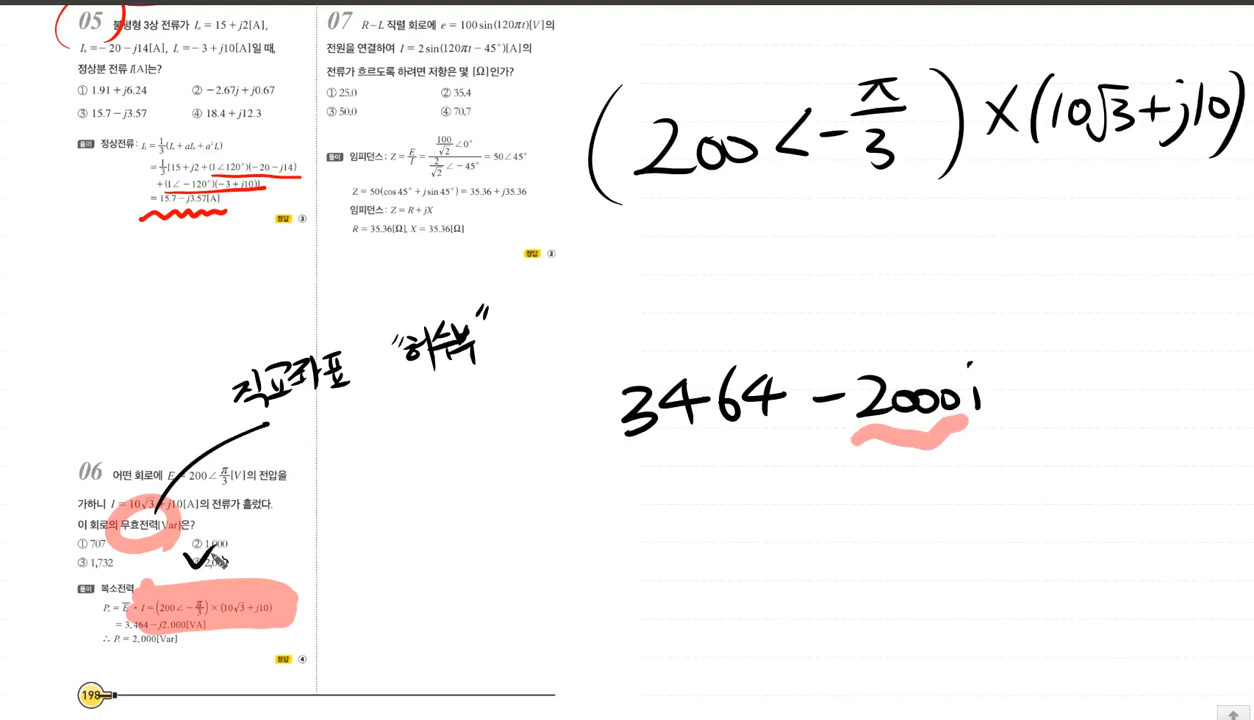 05 불평형 3상 전류가 Iₐ = 15 + j2[A],
I_b = − 20 − j14[A], I_c = − 3 + j10[A]일 때,
정상분 전류 I₁[A]는?
① 1.91 + j6.24 ② −2.67j + j0.67
③ 15.7 − j3.57 ④ 18.4 + j12.3
풀이 정상분전류 : I₁ = 1/3(Iₐ + aI_b + a²I_c)
= 1/3[15 + j2 + (1∠120°)(−20 − j14)
+ (1∠−120°)(−3 + j10)]
= 15.7 − j3.57[A]
정답 ③
직교좌표 "허수부"
06 어떤 회로에 E = 200∠π/3[V]의 전압을
가하니 I = 10√3 + j10[A]의 전류가 흘렀다.
이 회로의 무효전력[Var]은?
① 707 ② 1,000
③ 1,732
풀이 복소전력
= E̅ · I = (200∠−π/3) × (10√3 + j10)
= 3,464 − j2,000[VA]
= 2,000[Var]
정답 ④
198
07 R−L 직렬 회로에 e = 100 sin(120πt)[V]의
전원을 연결하여 I = 2 sin(120πt − 45°)[A]의
전류가 흐르도록 하려면 저항은 몇 [Ω]인가?
① 25.0 ② 35.4
③ 50.0 ④ 70.7
풀이 임피던스 : Z = E/I = (100/√2 ∠0°)/(2/√2 ∠−45°) = 50∠45°
Z = 50(cos 45° + j sin 45°) = 35.36 + j35.36
임피던스 : Z = R + jX
R = 35.36[Ω], X = 35.36[Ω]
정답 ②
(200∠−π/3) × (10√3 + j10)
3464 − 2000i